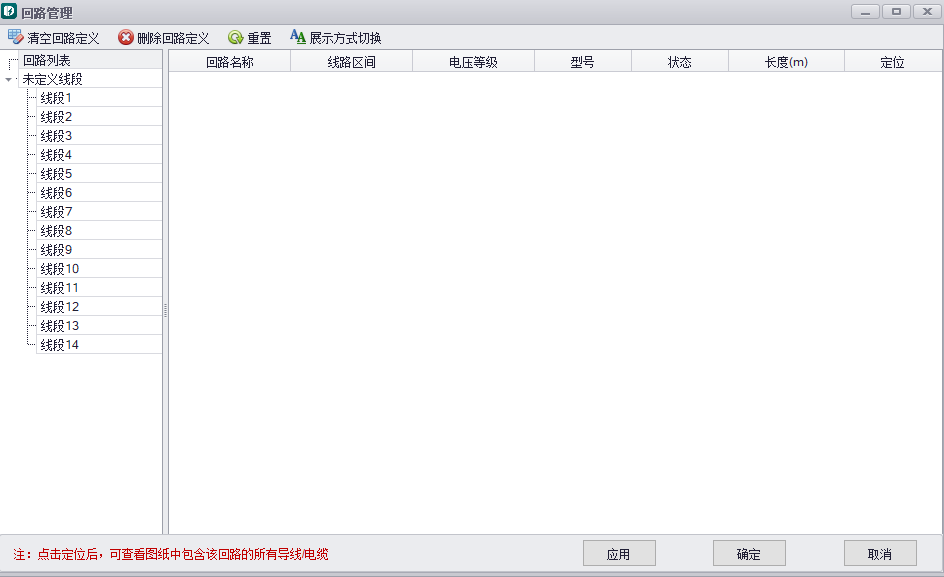 回路管理
清空回路定义 删除回路定义 重置 展示方式切换
回路列表
回路名称 线路区间 电压等级 型号 状态 长度(m) 定位
未定义线段
线段1
线段2
线段3
线段4
线段5
线段6
线段7
线段8
线段9
线段10
线段11
线段12
线段13
线段14
注：点击定位后，可查看图纸中包含该回路的所有导线/电缆
应用 确定 取消